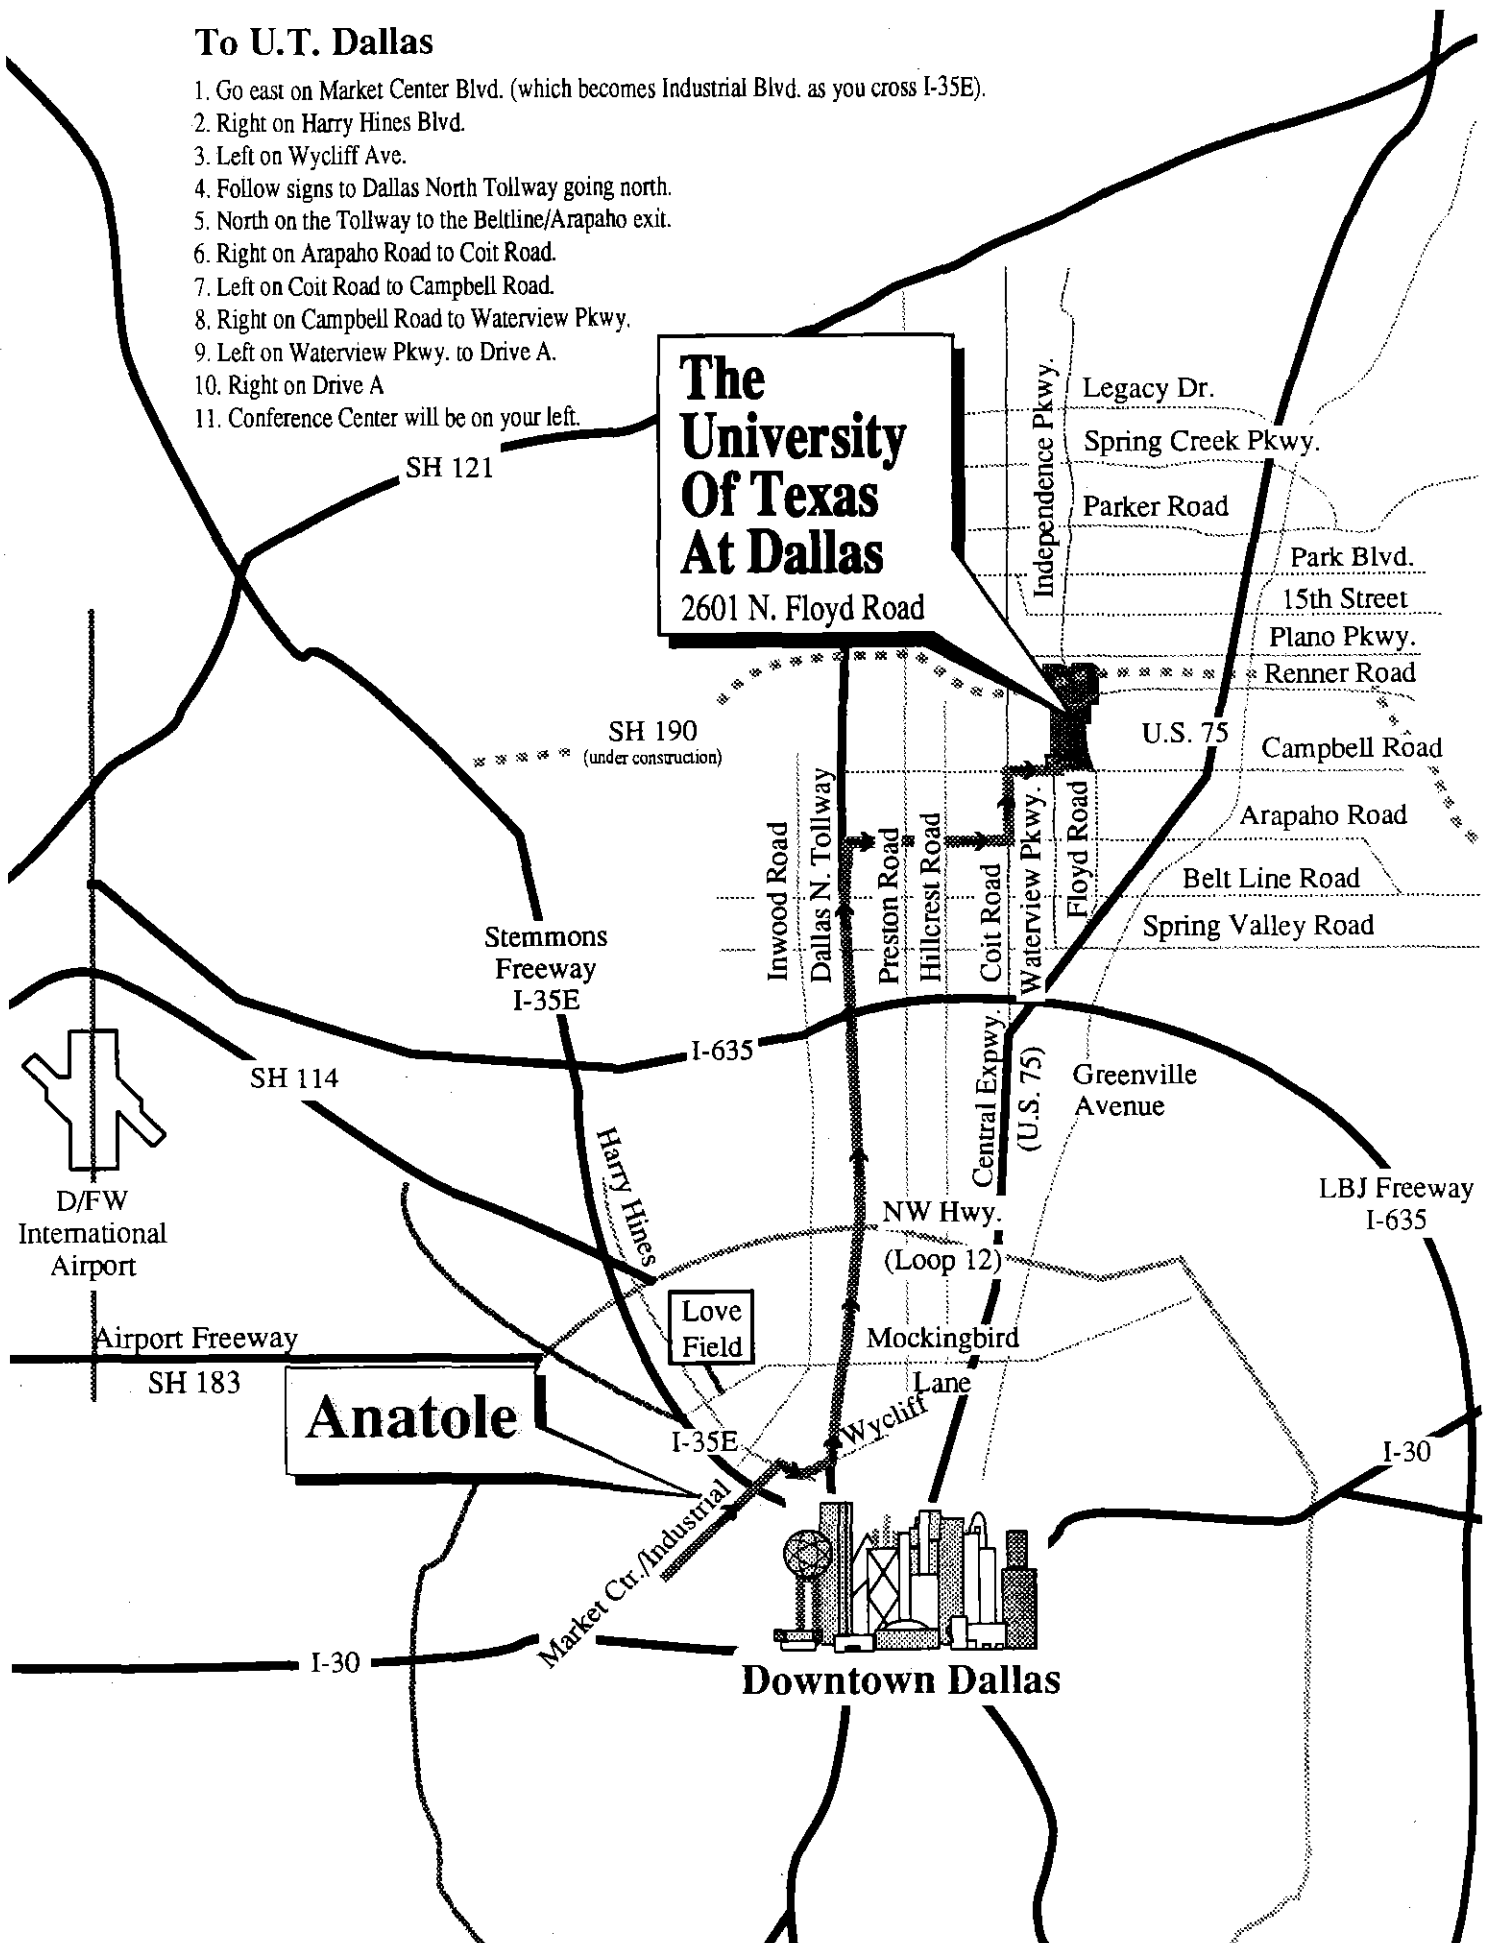 To U.T. Dallas
1. Go east on Market Center Blvd. (which becomes Industrial Blvd. as you cross I-35E).
2. Right on Harry Hines Blvd.
3. Left on Wycliff Ave.
4. Follow signs to Dallas North Tollway going north.
5. North on the Tollway to the Beltline/Arapaho exit.
6. Right on Arapaho Road to Coit Road.
7. Left on Coit Road to Campbell Road.
8. Right on Campbell Road to Waterview Pkwy.
9. Left on Waterview Pkwy. to Drive A.
10. Right on Drive A
11. Conference Center will be on your left.
SH 121
The
University
Of Texas
At Dallas
2601 N. Floyd Road
Independence Pkwy.
Legacy Dr.
Spring Creek Pkwy.
Parker Road
Park Blvd.
15th Street
Plano Pkwy.
Renner Road
SH 190
(under construction)
U.S. 75
Campbell Road
Arapaho Road
Belt Line Road
Spring Valley Road
Inwood Road
Dallas N. Tollway
Preston Road
Hillcrest Road
Coit Road
Waterview Pkwy.
Floyd Road
Stemmons
Freeway
I-35E
I-635
SH 114
Central Expwy.
(U.S. 75)
Greenville
Avenue
Harry Hines
D/FW
International
Airport
NW Hwy.
(Loop 12)
LBJ Freeway
I-635
Love
Field
Airport Freeway
SH 183
Mockingbird
Lane
Anatole
Wycliff
I-35E
I-30
Market Ctr./Industrial
I-30
Downtown Dallas